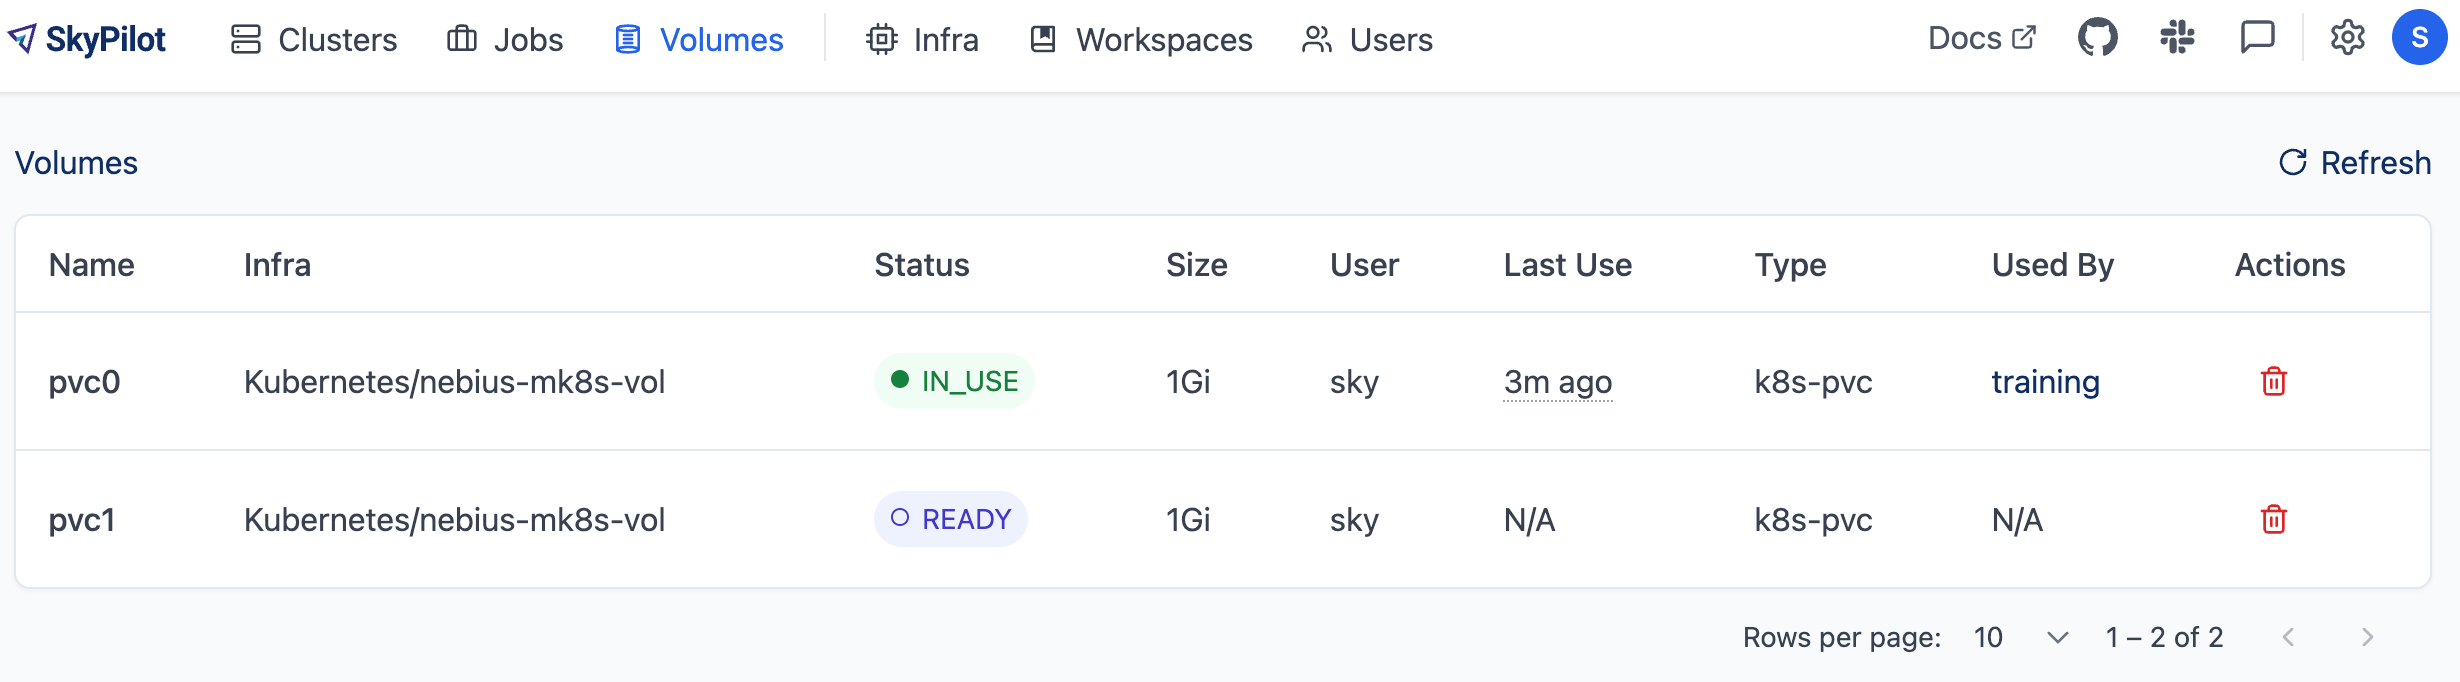 SkyPilot Clusters Jobs Volumes Infra Workspaces Users Docs S
Volumes Refresh
Name Infra Status Size User Last Use Type Used By Actions
pvc0 Kubernetes/nebius-mk8s-vol IN_USE 1Gi sky 3m ago k8s-pvc training
pvc1 Kubernetes/nebius-mk8s-vol READY 1Gi sky N/A k8s-pvc N/A
Rows per page: 10 1 – 2 of 2